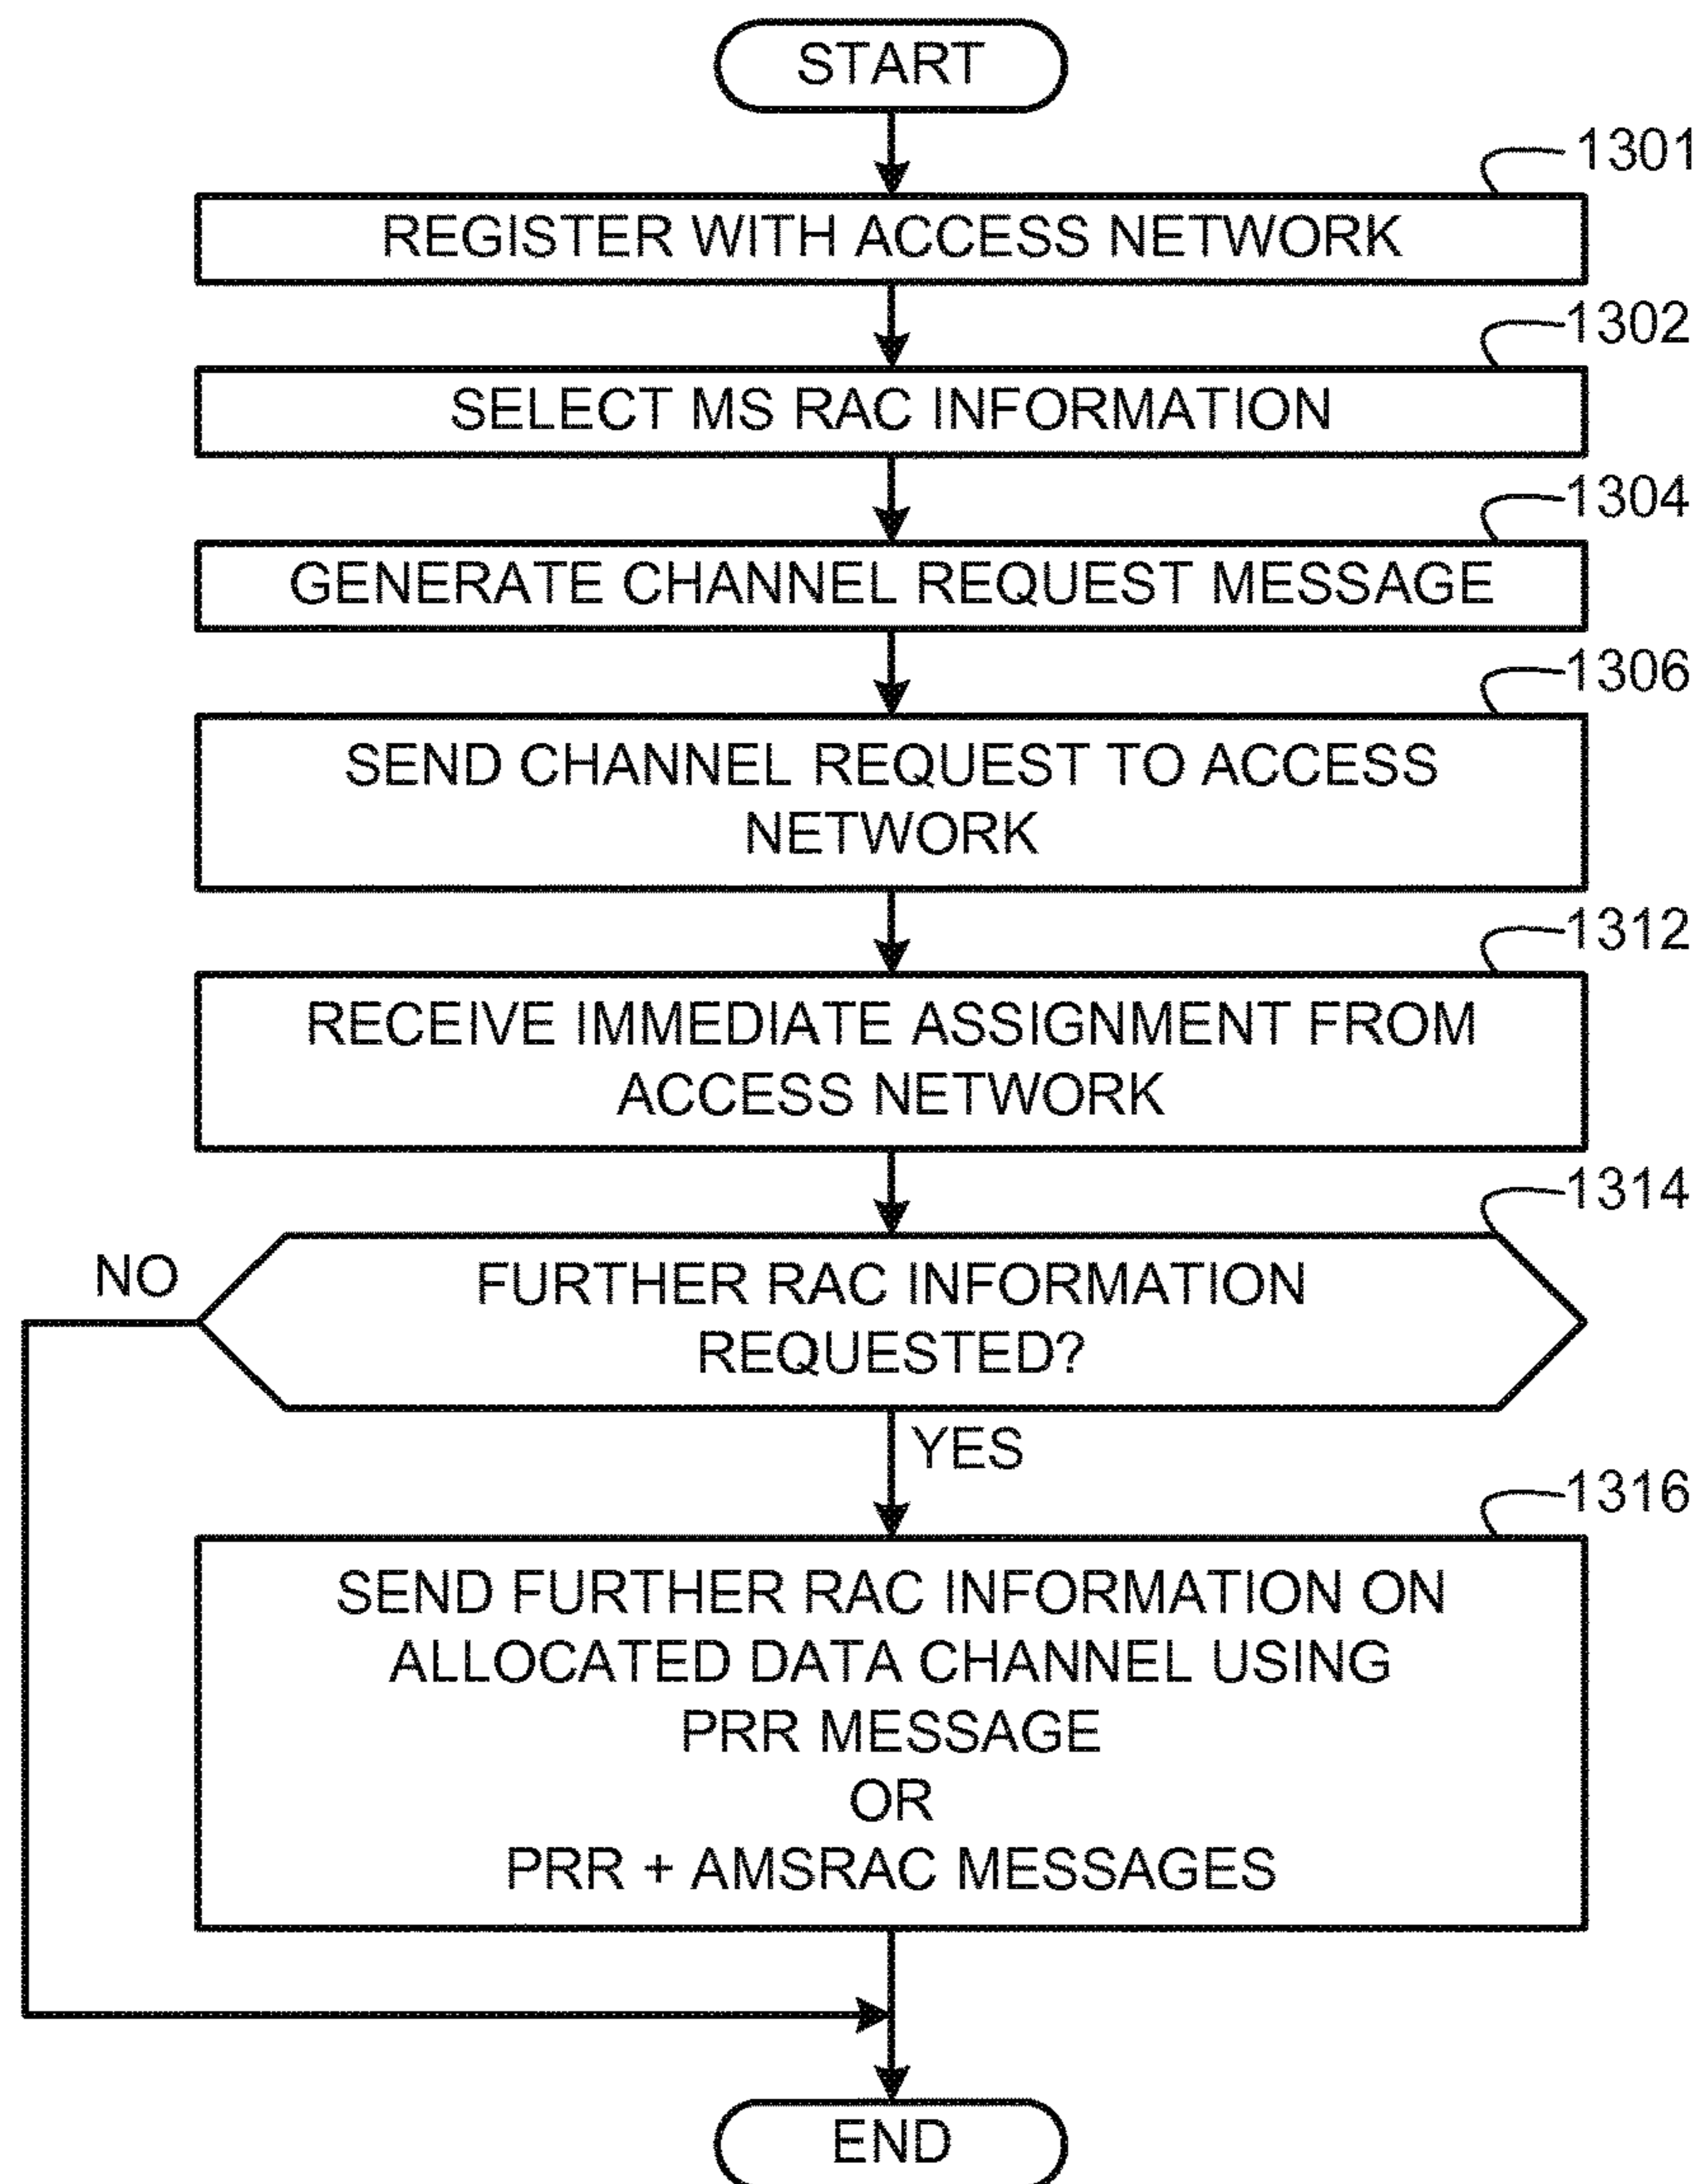 START
1301
REGISTER WITH ACCESS NETWORK
1302
SELECT MS RAC INFORMATION
1304
GENERATE CHANNEL REQUEST MESSAGE
1306
SEND CHANNEL REQUEST TO ACCESS
NETWORK
1312
RECEIVE IMMEDIATE ASSIGNMENT FROM
ACCESS NETWORK
1314
NO
FURTHER RAC INFORMATION
REQUESTED?
YES
1316
SEND FURTHER RAC INFORMATION ON
ALLOCATED DATA CHANNEL USING
PRR MESSAGE
OR
PRR + AMSRAC MESSAGES
END